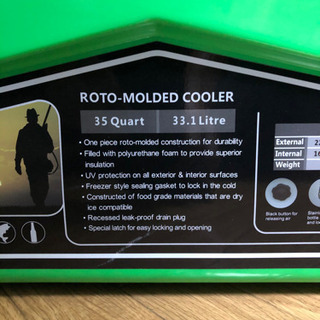 ROTO-MOLDED COOLER
35 Quart 33.1 Litre
• One piece roto-molded construction for durability
• Filled with polyurethane foam to provide superior
insulation
• UV protection on all exterior & interior surfaces
• Freezer style sealing gasket to lock in the cold
• Constructed of food grade materials that are dry
ice compatible
• Recessed leak-proof drain plug
• Special latch for easy locking and opening
External
Internal
Weight
Black button for
releasing air